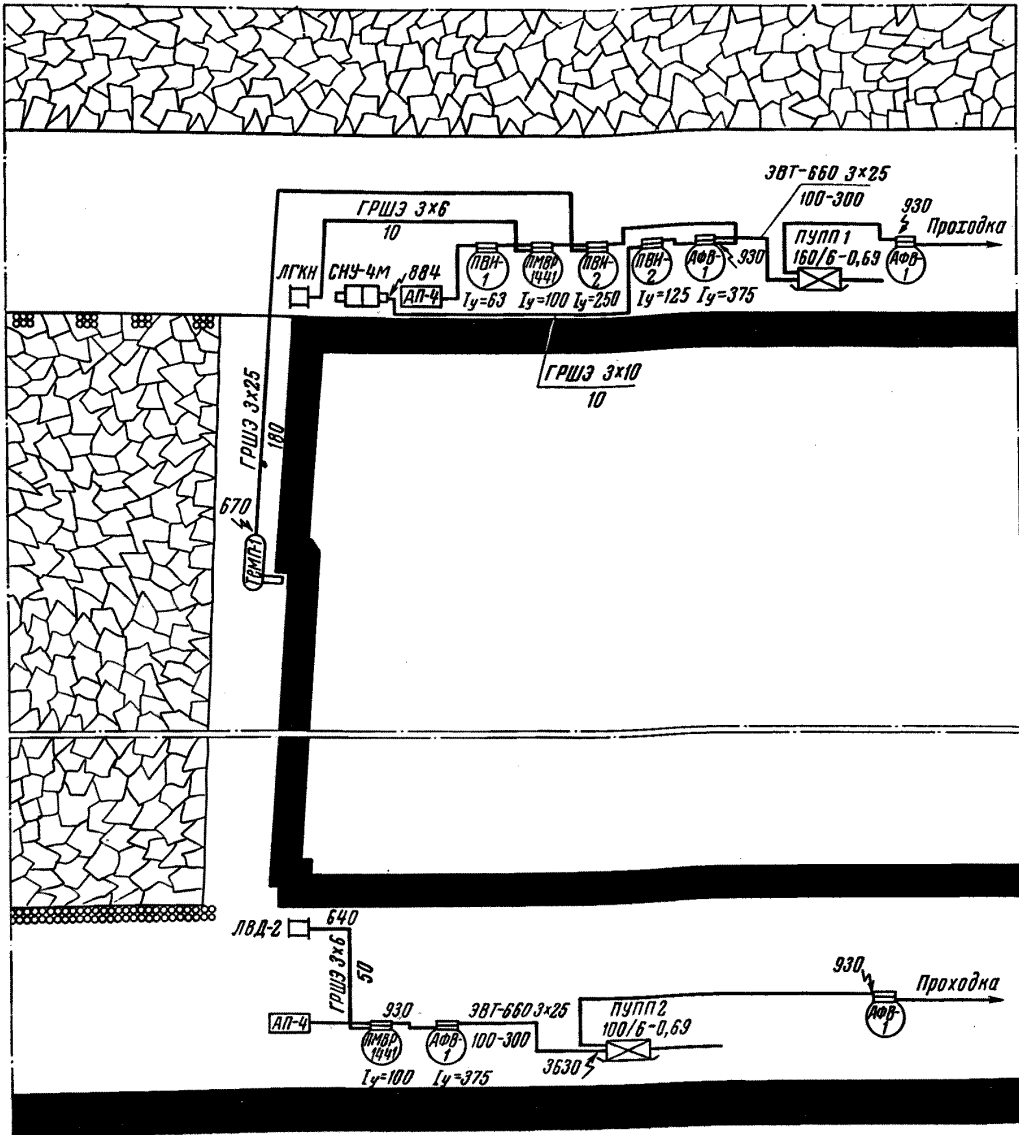 ЭВТ-660 3×25
100-300
930
Проходка
ГРШЭ 3×6
10
ПУПП 1
160/6-0,69
ЛГКН
СНУ-4М
884
АП-4
ПВИ-
1
ПМВР
1441
ПВИ-
2
ПВИ-
2
АФВ-
1
930
АФВ-
1
Iу=63
Iу=100
Iу=250
Iу=125
Iу=375
ГРШЭ 3×10
10
ГРШЭ 3×25
180
670
ЛВД-2
640
ГРШЭ 3×6
50
АП-4
930
ПМВР
1441
АФВ-
1
Iу=100
Iу=375
ЭВТ-660 3×25
100-300
ПУПП 2
100/6-0,69
3630
930
АФВ-
1
Проходка